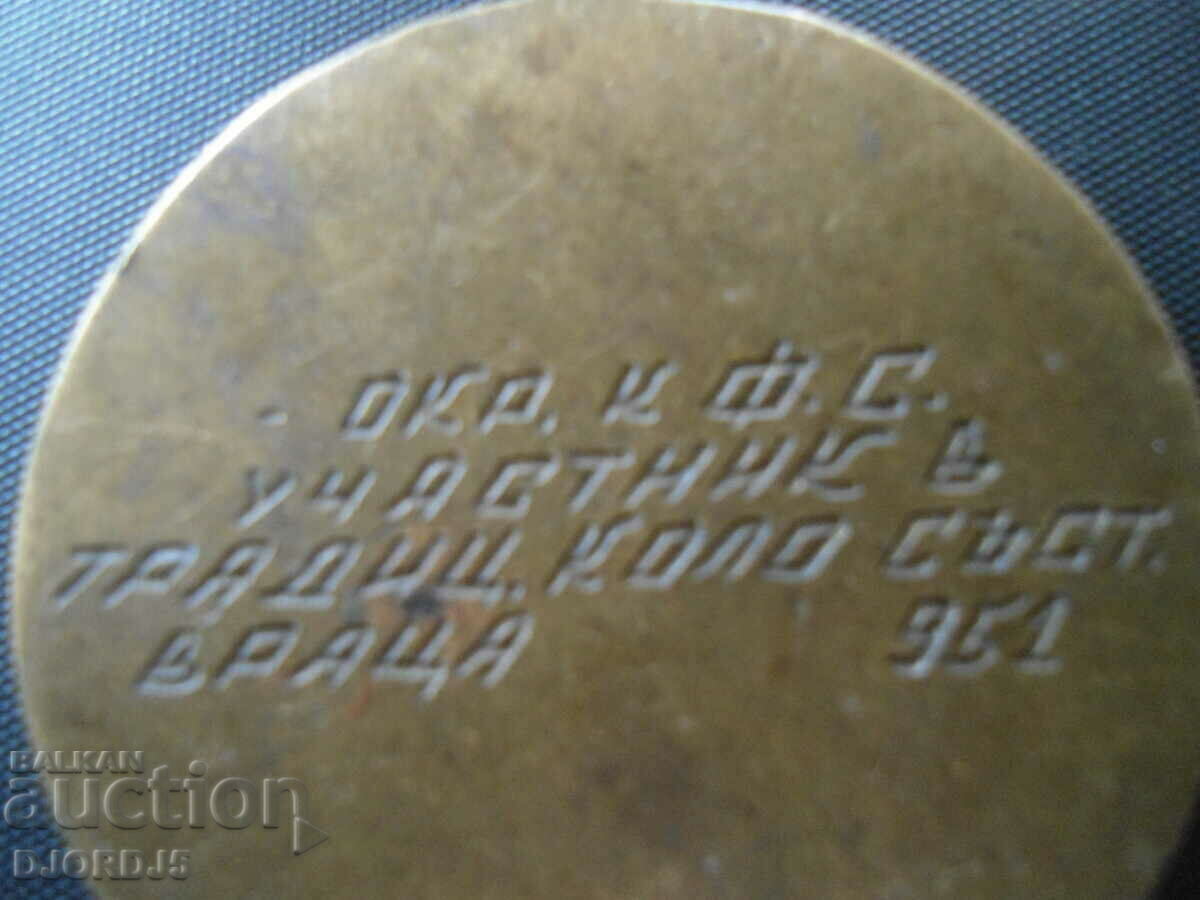 - ОКР. К Ф.С.
УЧАСТНИК В
ТРАДИЦ. КОЛО СЪСТ.
ВРАЦА 951
BALKAN
auction
DJORDJ5